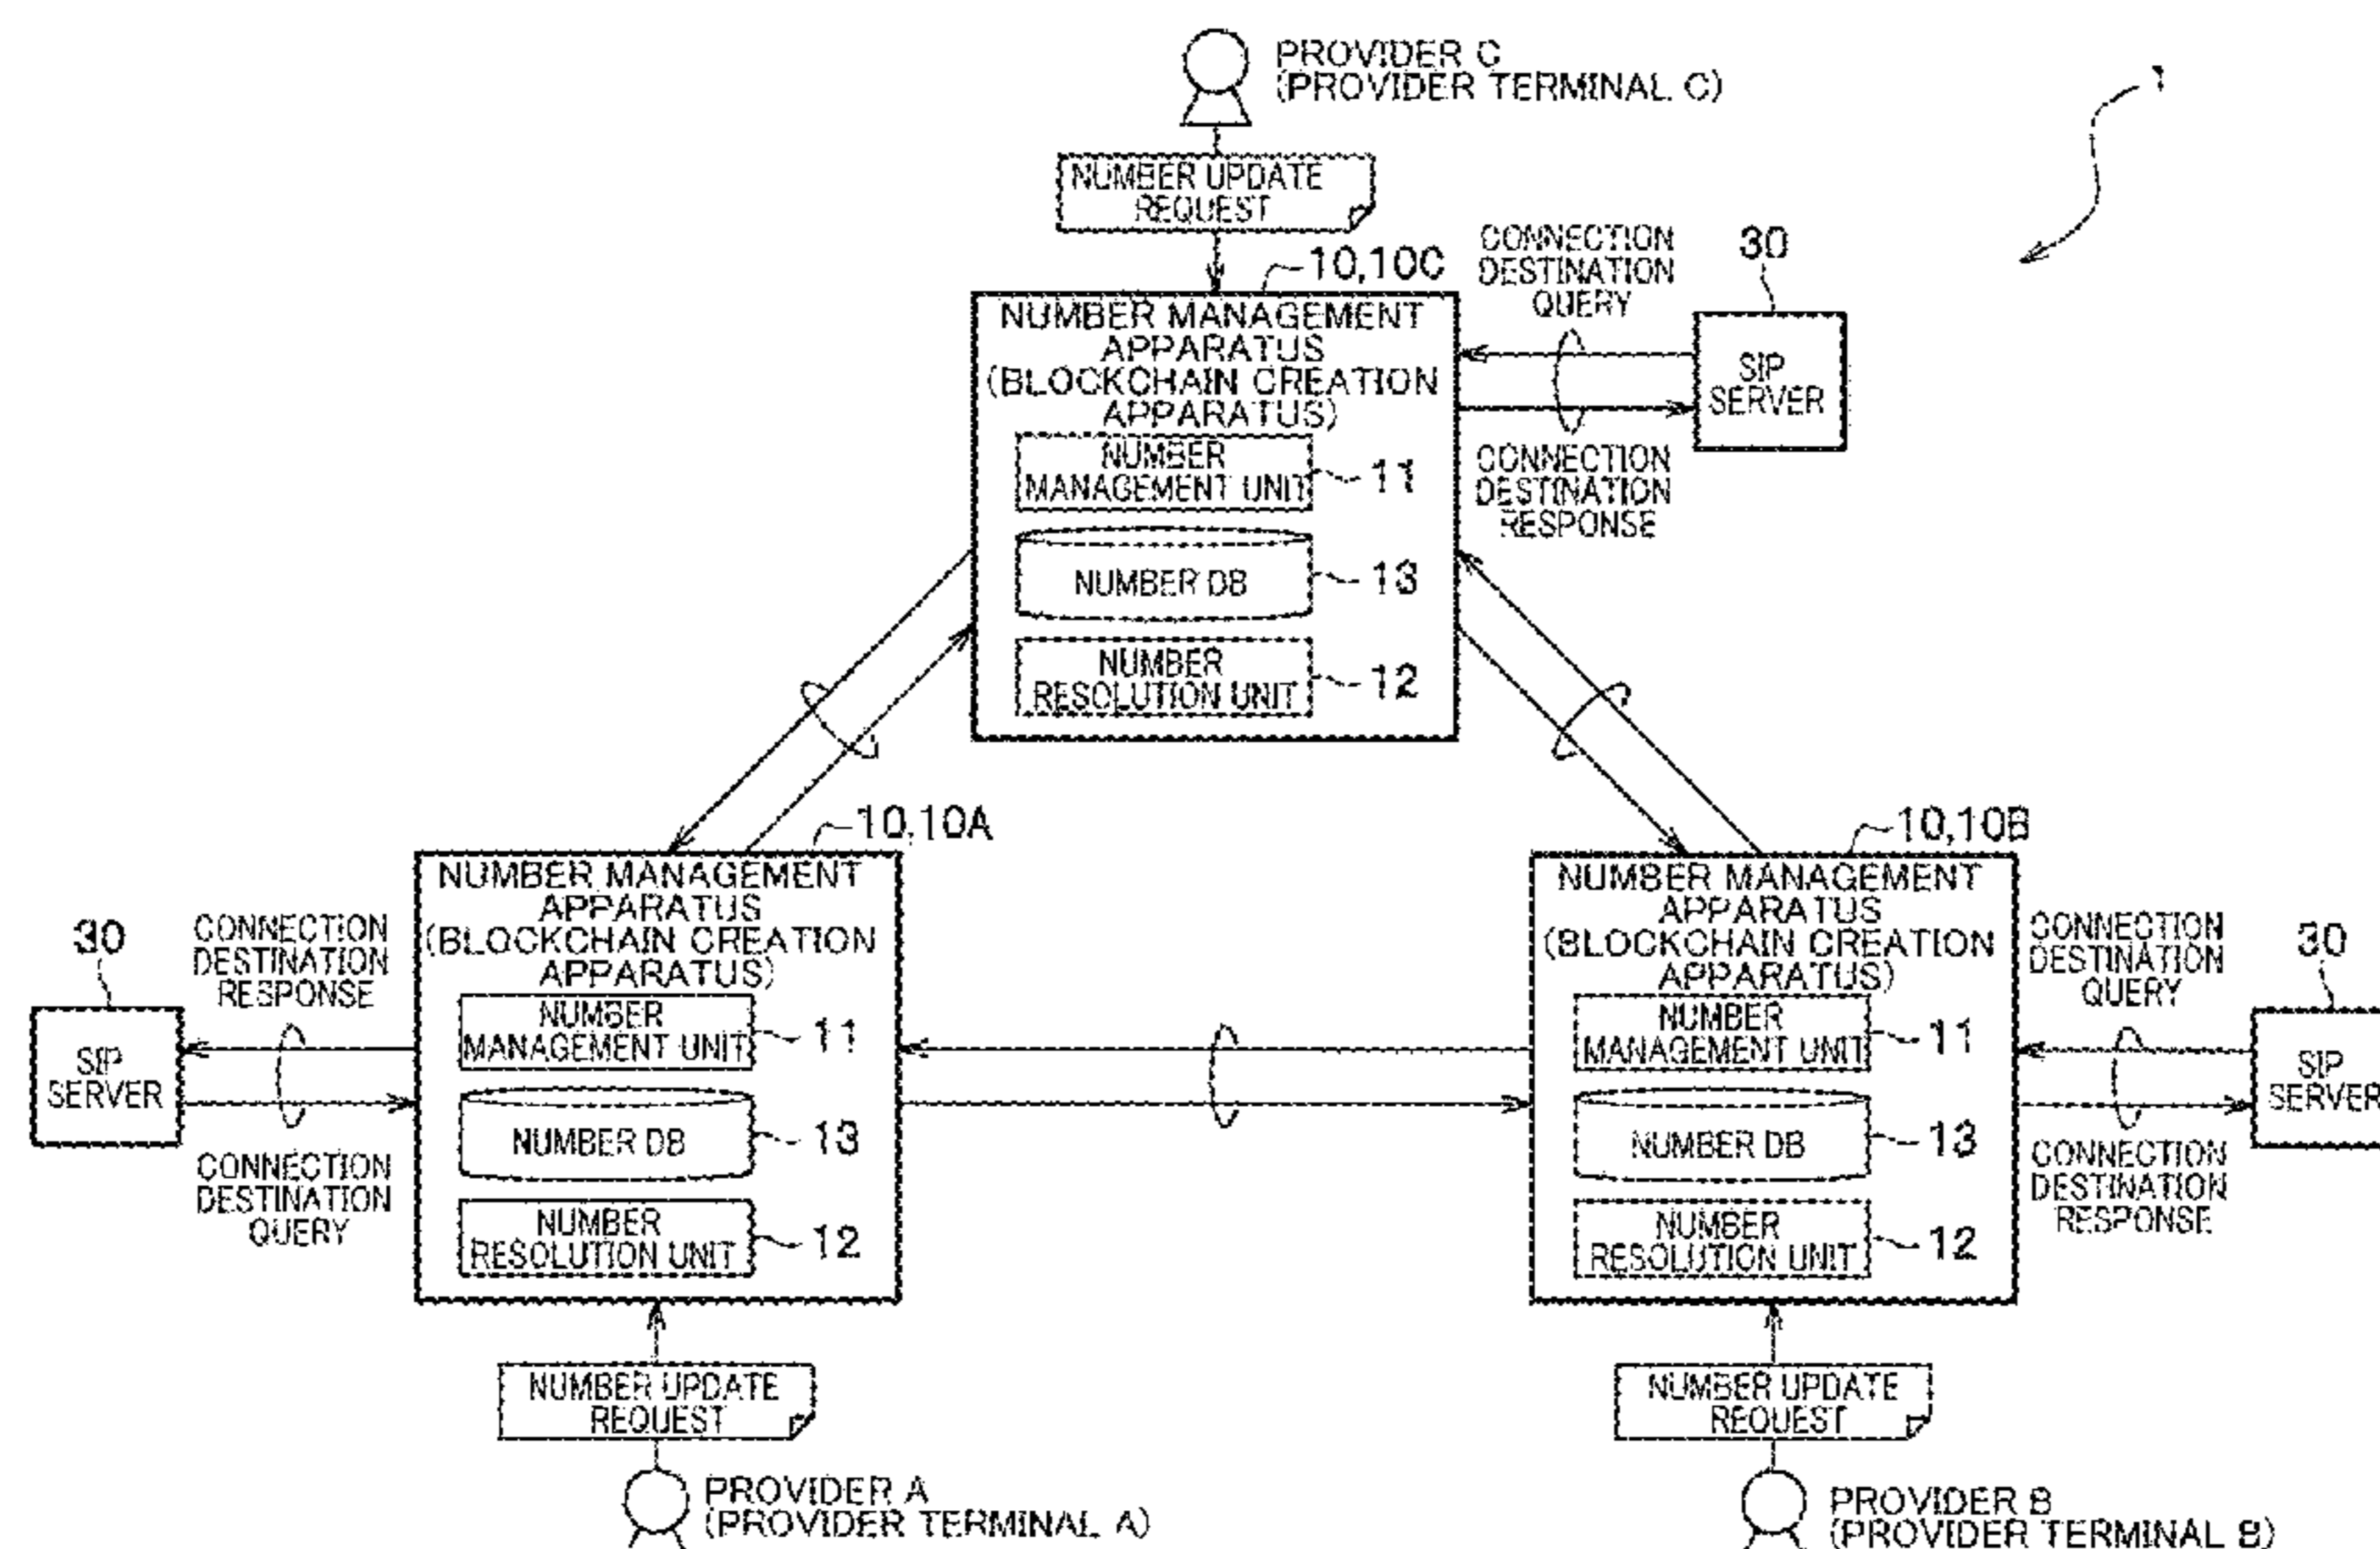 PROVIDER C
(PROVIDER TERMINAL C)
1
NUMBER UPDATE
REQUEST
10,10C
CONNECTION
DESTINATION
QUERY
30
NUMBER MANAGEMENT
APPARATUS
(BLOCKCHAIN CREATION
APPARATUS)
SIP
SERVER
NUMBER
MANAGEMENT UNIT
11
CONNECTION
DESTINATION
RESPONSE
NUMBER DB
13
NUMBER
RESOLUTION UNIT
12
10,10A
NUMBER MANAGEMENT
APPARATUS
(BLOCKCHAIN CREATION
APPARATUS)
30
CONNECTION
DESTINATION
RESPONSE
SIP
SERVER
NUMBER
MANAGEMENT UNIT
11
NUMBER DB
13
CONNECTION
DESTINATION
QUERY
NUMBER
RESOLUTION UNIT
12
10,10B
NUMBER MANAGEMENT
APPARATUS
(BLOCKCHAIN CREATION
APPARATUS)
CONNECTION
DESTINATION
QUERY
30
NUMBER
MANAGEMENT UNIT
11
SIP
SERVER
NUMBER DB
13
CONNECTION
DESTINATION
RESPONSE
NUMBER
RESOLUTION UNIT
12
NUMBER UPDATE
REQUEST
PROVIDER A
(PROVIDER TERMINAL A)
NUMBER UPDATE
REQUEST
PROVIDER B
(PROVIDER TERMINAL B)